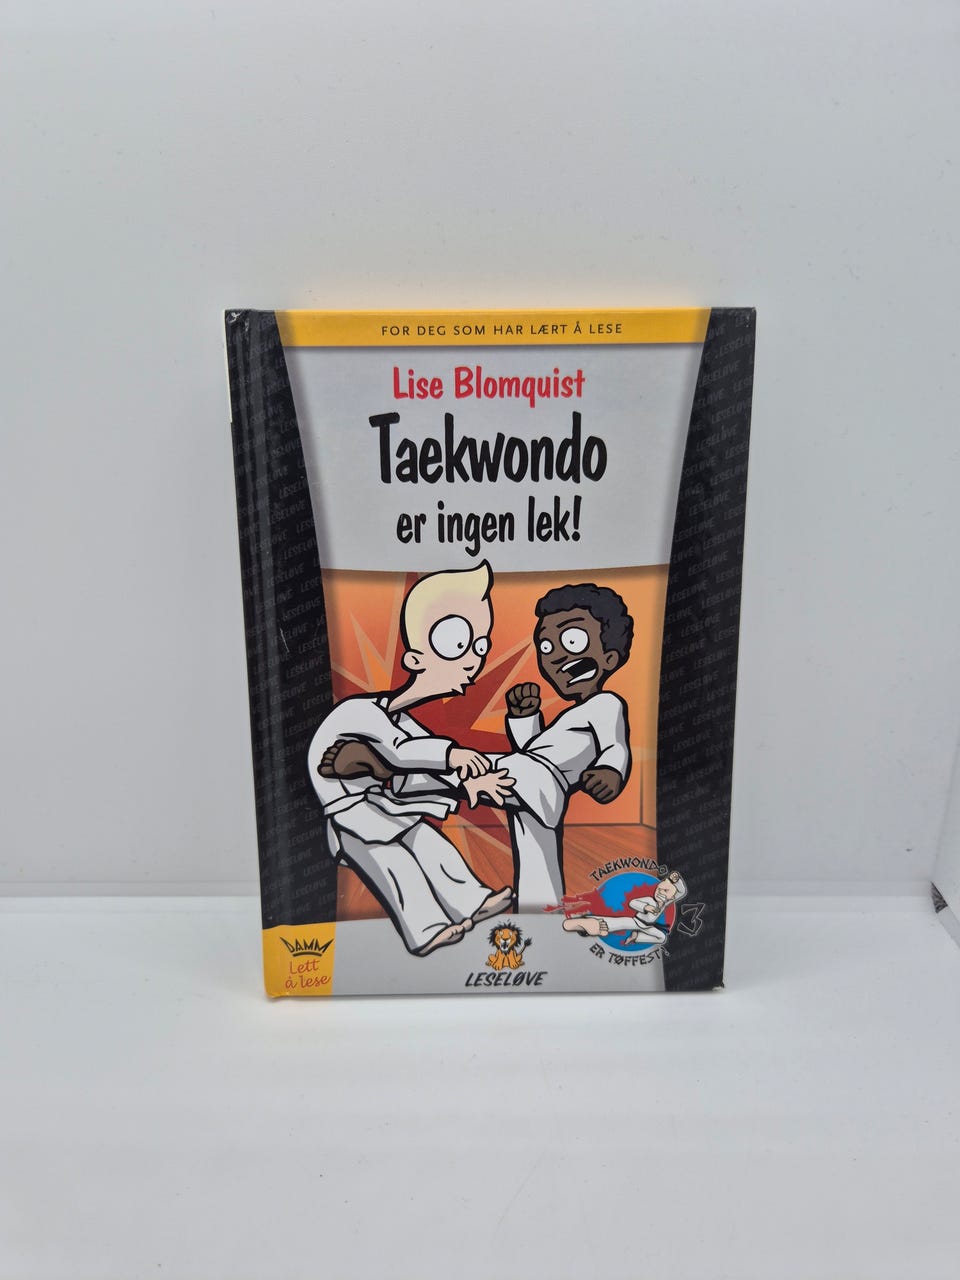 FOR DEG SOM HAR LÆRT Å LESE
Lise Blomquist
Taekwondo
er ingen lek!
TAEKWONDO
ER TØFFEST!
3
DAMM
Lett
å lese
LESELØVE